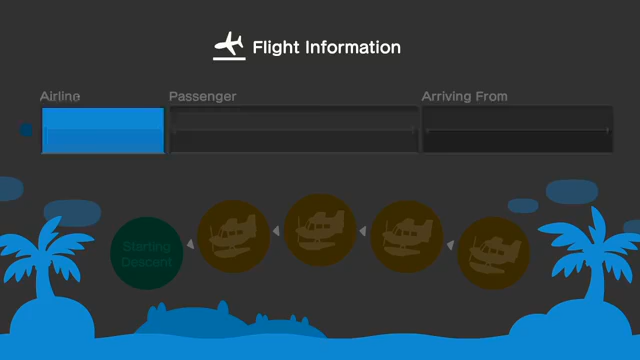 Flight Information
Airline
Passenger
Arriving From
Starting
Descent